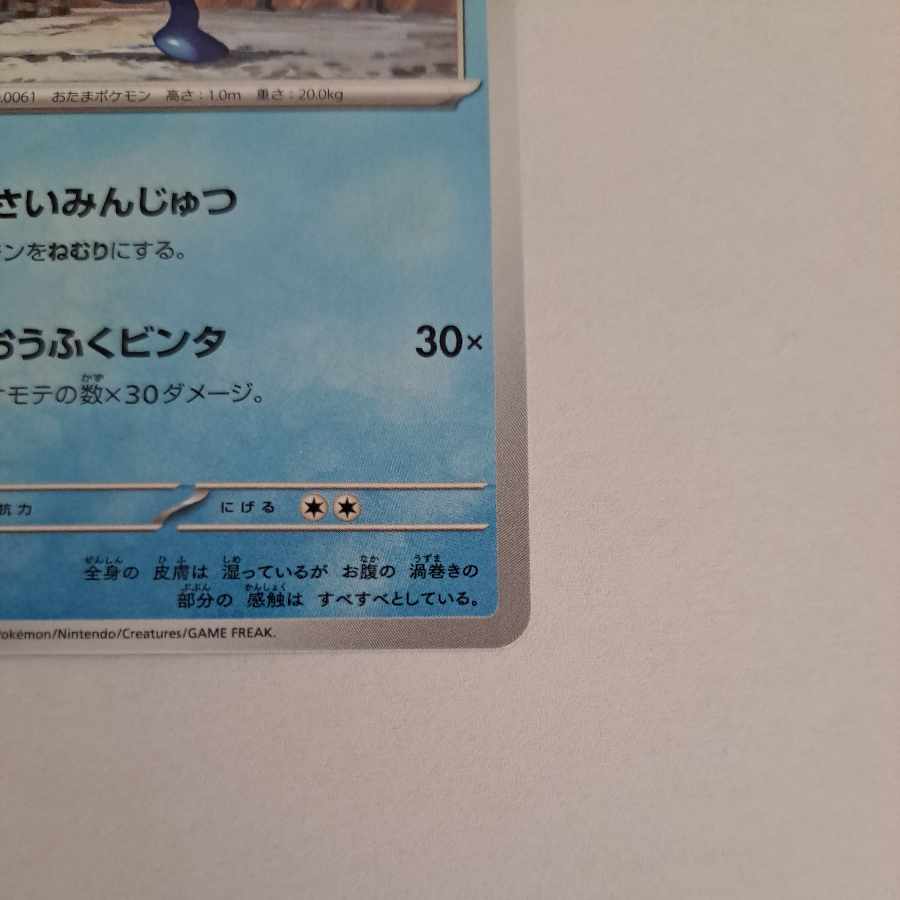 .0061 おたまポケモン 高さ：1.0m 重さ：20.0kg
さいみんじゅつ
ンをねむりにする。
おうふくビンタ 30×
モテの数×30ダメージ。
抗力 にげる
全身の 皮膚は 湿っているが お腹の 渦巻きの
部分の 感触は すべすべとしている。
Pokémon/Nintendo/Creatures/GAME FREAK.